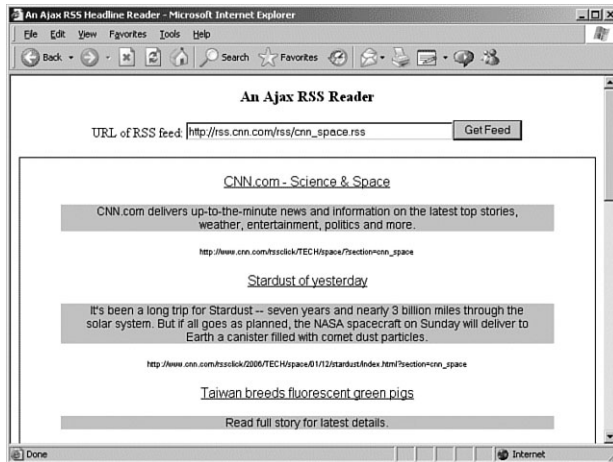 An Ajax RSS Headline Reader - Microsoft Internet Explorer
File Edit View Favorites Tools Help
Back Search Favorites
An Ajax RSS Reader
URL of RSS feed: http://rss.cnn.com/rss/cnn_space.rss Get Feed
CNN.com - Science & Space
CNN.com delivers up-to-the-minute news and information on the latest top stories,
weather, entertainment, politics and more.
http://www.cnn.com/rssclick/TECH/space/?section=cnn_space
Stardust of yesterday
It's been a long trip for Stardust -- seven years and nearly 3 billion miles through the
solar system. But if all goes as planned, the NASA spacecraft on Sunday will deliver to
Earth a canister filled with comet dust particles.
http://www.cnn.com/rssclick/2006/TECH/space/01/12/stardust/index.html?section=cnn_space
Taiwan breeds fluorescent green pigs
Read full story for latest details.
Done Internet